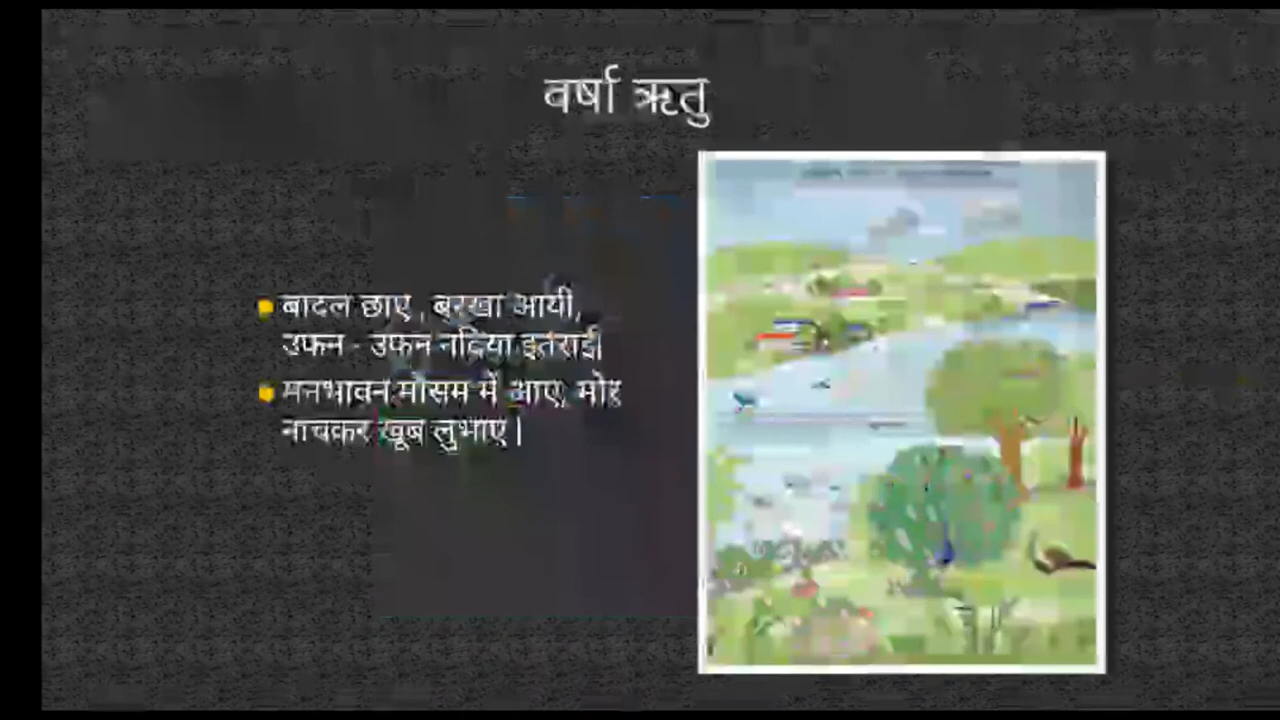 वर्षा ऋतु
बादल छाए , बरखा आयी,
उफन - उफन नदिया इतराई|
मनभावन मौसम में आए, मोर
नाचकर खूब लुभाए |